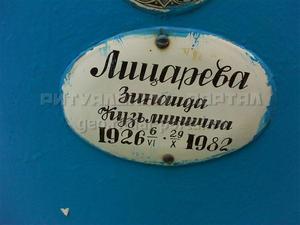 Лицарева
Зинаида
Кузьминична
1926 6/VI · 29/X 1982